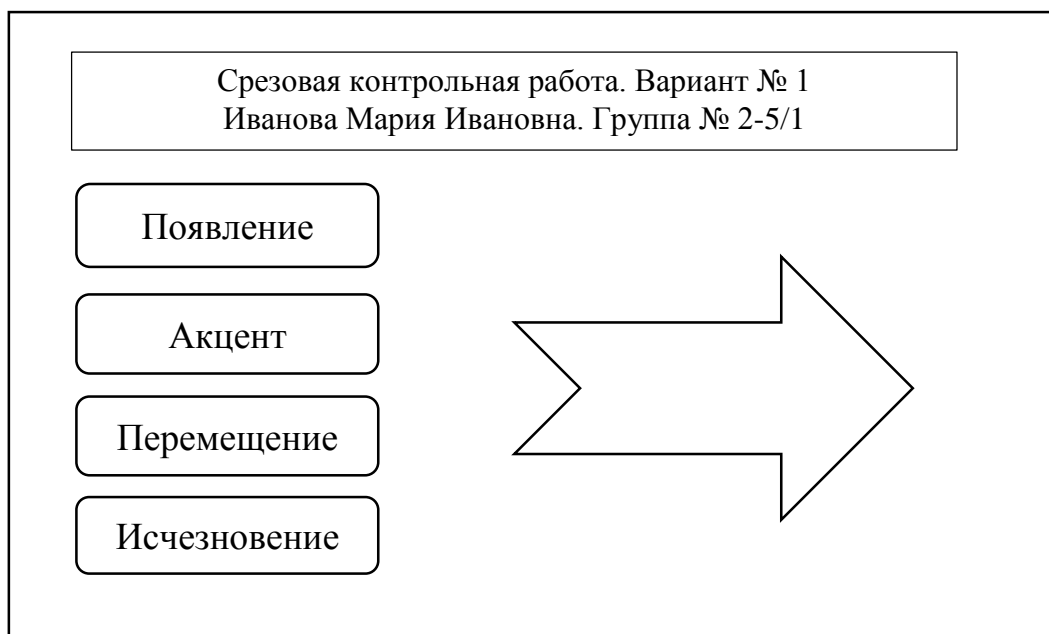 Срезовая контрольная работа. Вариант № 1
Иванова Мария Ивановна. Группа № 2-5/1
Появление
Акцент
Перемещение
Исчезновение